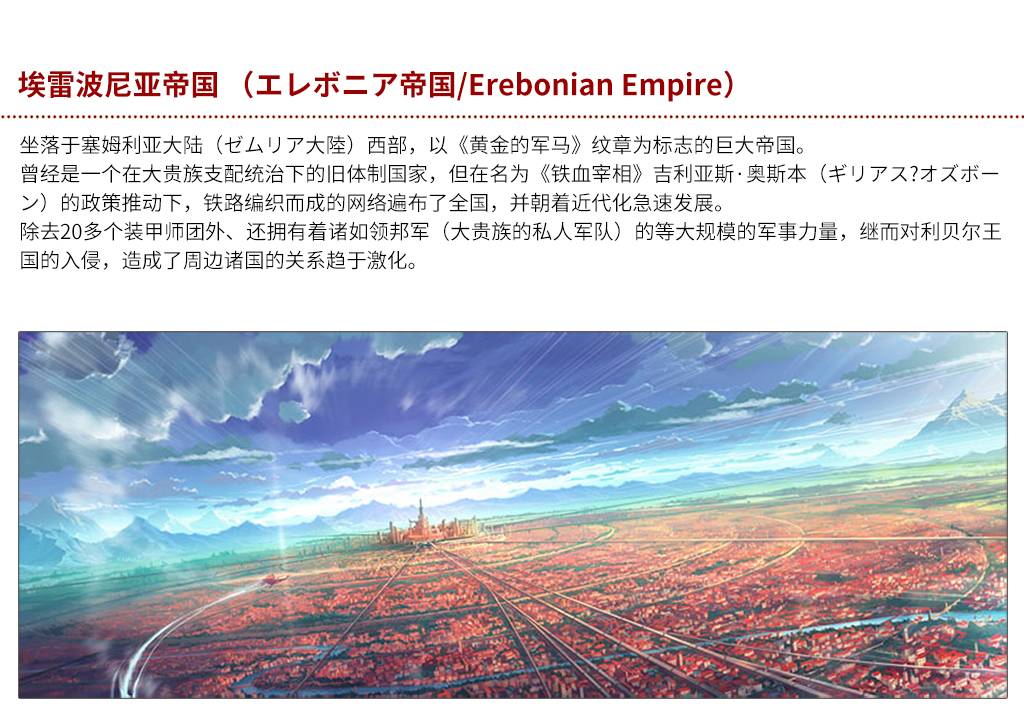 埃雷波尼亚帝国 （エレボニア帝国/Erebonian Empire）
坐落于塞姆利亚大陆（ゼムリア大陸）西部，以《黄金的军马》纹章为标志的巨大帝国。
曾经是一个在大贵族支配统治下的旧体制国家，但在名为《铁血宰相》吉利亚斯·奥斯本（ギリアス?オズボー
ン）的政策推动下，铁路编织而成的网络遍布了全国，并朝着近代化急速发展。
除去20多个装甲师团外、还拥有着诸如领邦军（大贵族的私人军队）的等大规模的军事力量，继而对利贝尔王
国的入侵，造成了周边诸国的关系趋于激化。